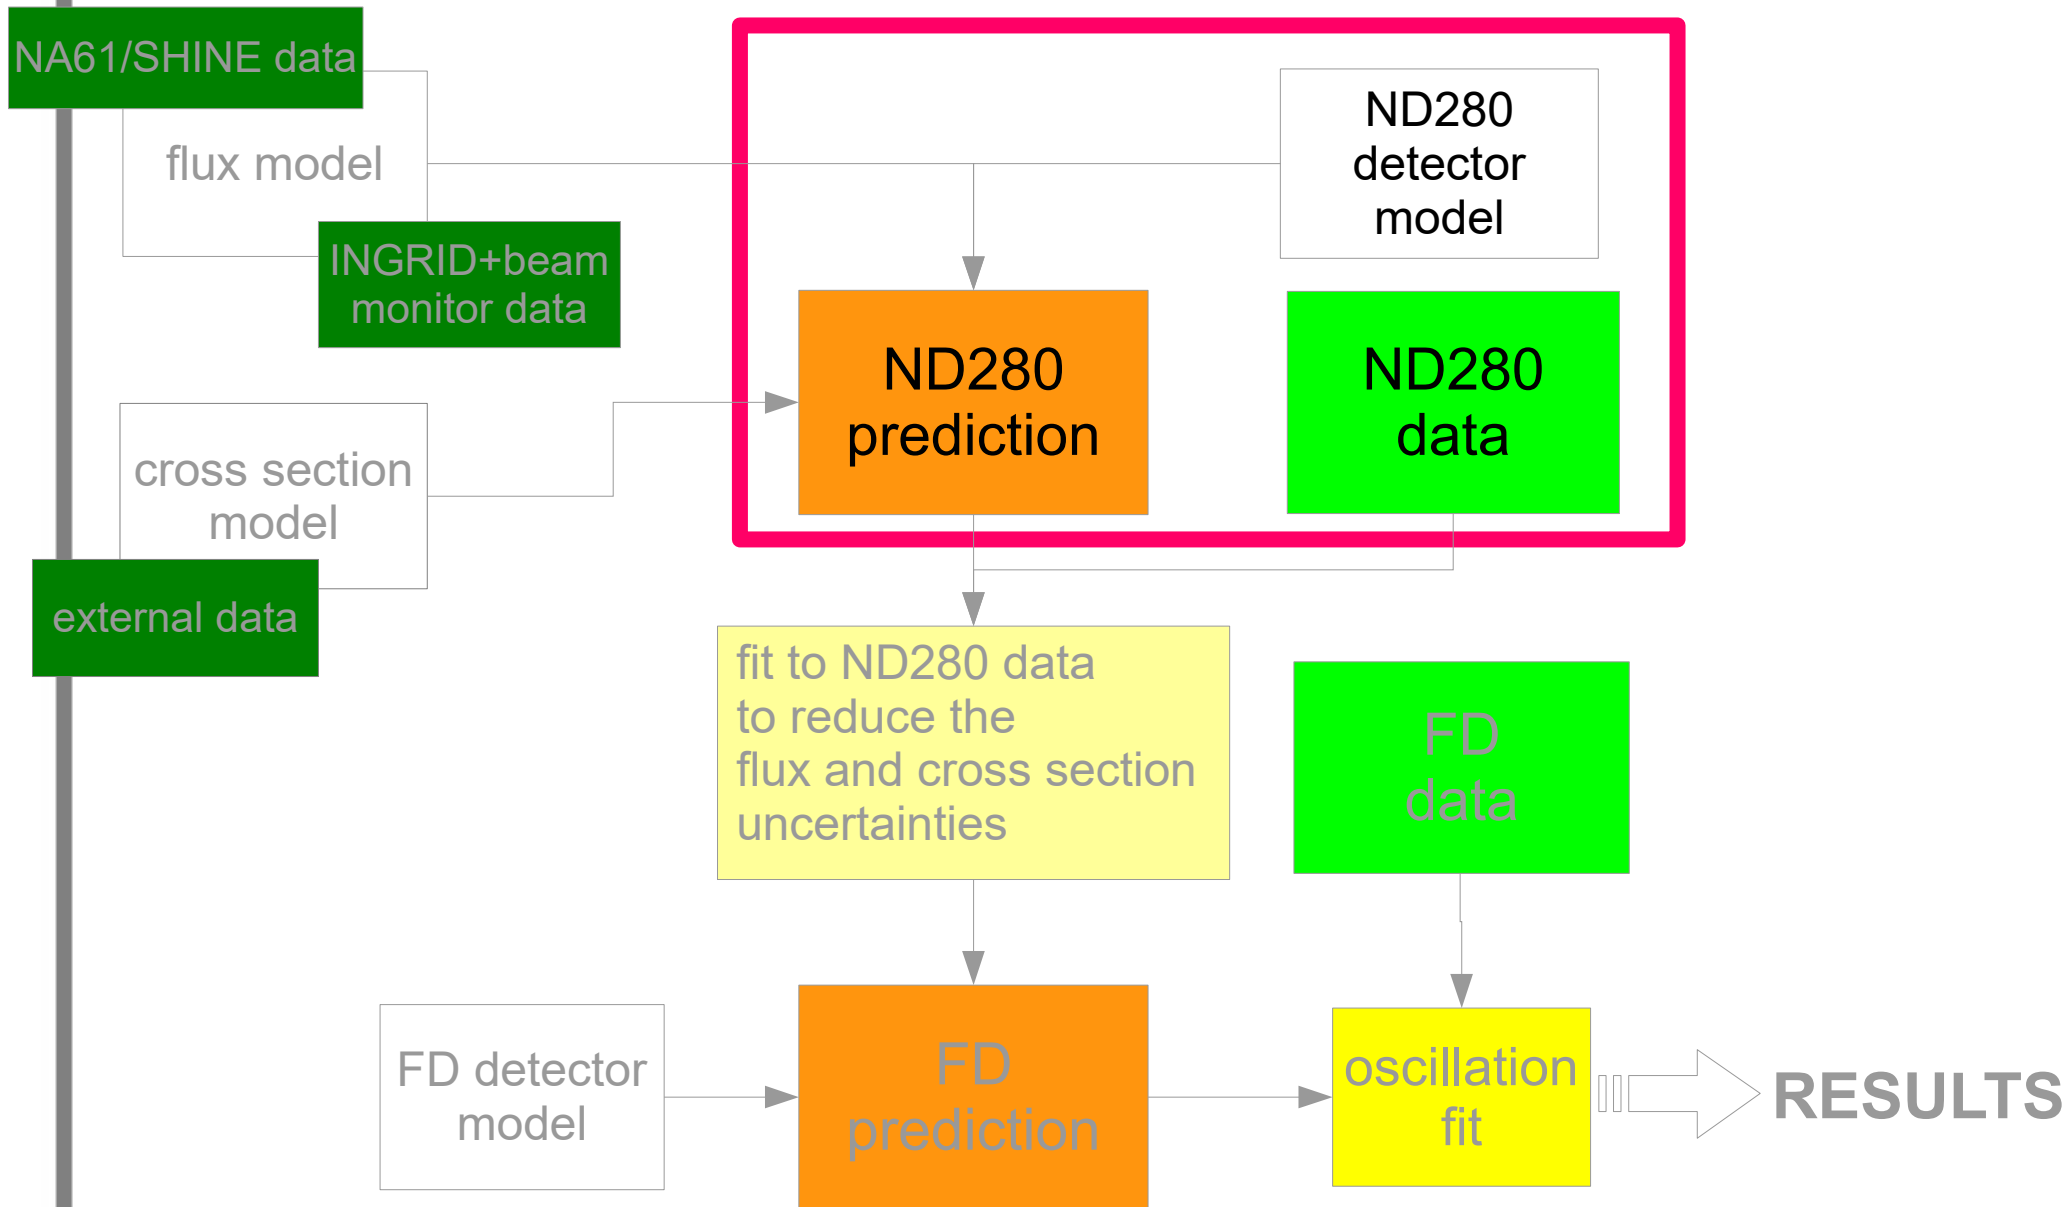 NA61/SHINE data
flux model
INGRID+beam
monitor data
ND280
detector
model
ND280
prediction
ND280
data
cross section
model
external data
fit to ND280 data
to reduce the
flux and cross section
uncertainties
FD
data
FD detector
model
FD
prediction
oscillation
fit
RESULTS